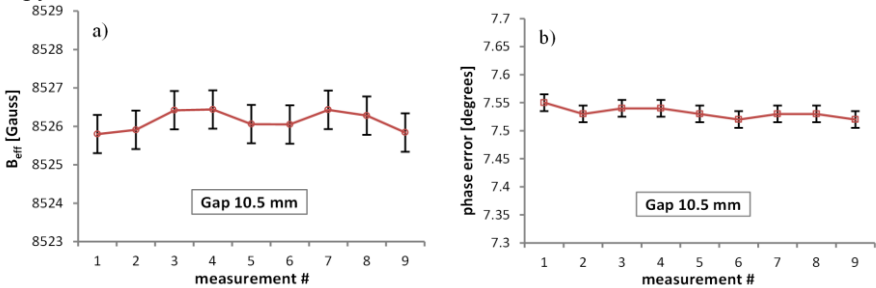 a)
B_eff [Gauss]
8529
8528
8527
8526
8525
8524
8523
Gap 10.5 mm
1 2 3 4 5 6 7 8 9
measurement #
b)
phase error [degrees]
7.7
7.65
7.6
7.55
7.5
7.45
7.4
7.35
7.3
Gap 10.5 mm
1 2 3 4 5 6 7 8 9
measurement #